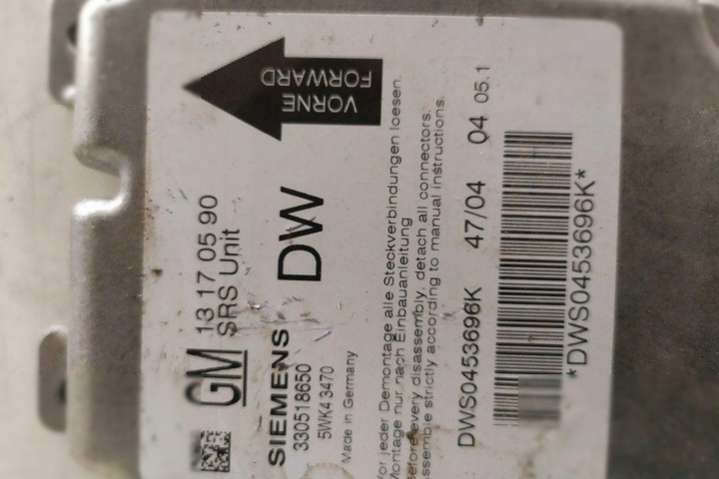 VORNE
FORWARD
GM
13 17 05 90
SRS Unit
SIEMENS
DW
330518650
5WK4 3470
Made in Germany
Vor jeder Demontage alle Steckverbindungen loesen.
Montage nur nach Einbauanleitung
Before every disassembly, detach all connectors.
assemble strictly according to manual instructions.
DWS0453696K 47/04 04 05.1
*DWS0453696K*